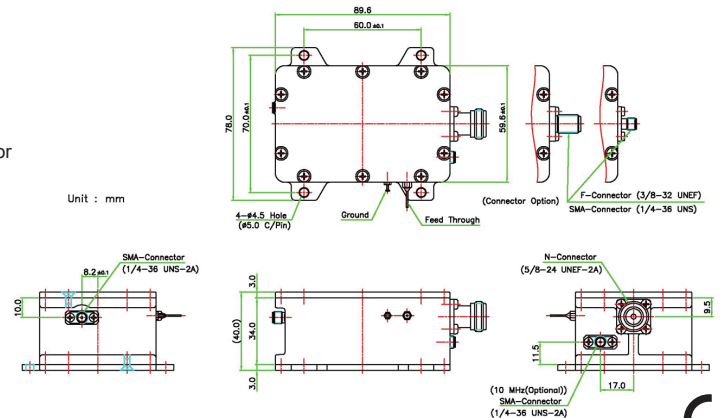 89.6
60.0±0.1
78.0
70.0±0.1
59.6±0.1
or
Unit : mm
4-ø4.5 Hole
(ø5.0 C/Pin)
Ground
Feed Through
(Connector Option)
F-Connector (3/8-32 UNEF)
SMA-Connector (1/4-36 UNS)
SMA-Connector
(1/4-36 UNS-2A)
8.2±0.1
10.0
3.0
(40.0)
34.0
3.0
N-Connector
(5/8-24 UNEF-2A)
9.5
11.5
17.0
(10 MHz(Optional))
SMA-Connector
(1/4-36 UNS-2A)